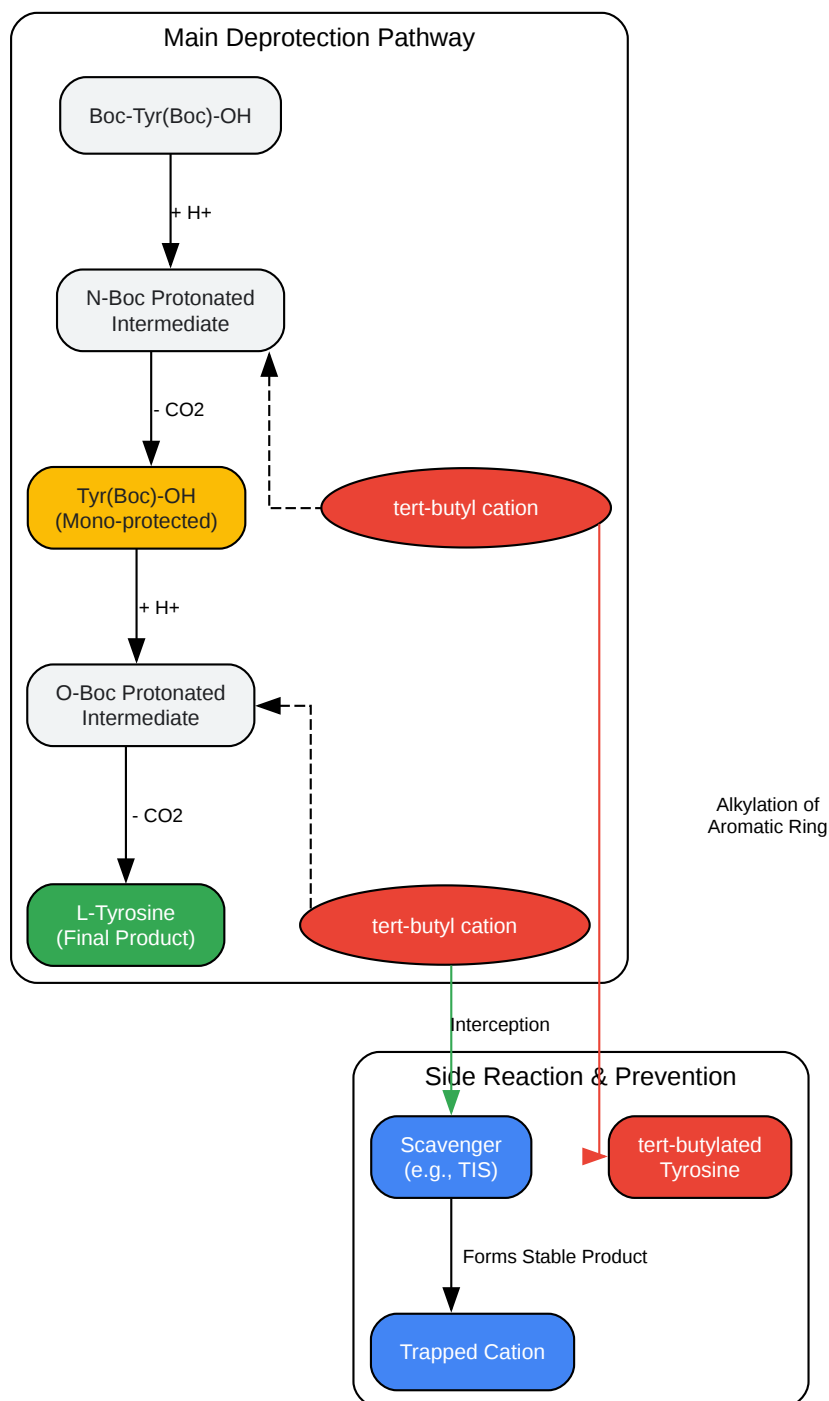 Main Deprotection Pathway
Boc-Tyr(Boc)-OH
+ H+
N-Boc Protonated
Intermediate
- CO2
Tyr(Boc)-OH
(Mono-protected)
tert-butyl cation
+ H+
O-Boc Protonated
Intermediate
- CO2
Alkylation of
Aromatic Ring
L-Tyrosine
(Final Product)
tert-butyl cation
Interception
Side Reaction & Prevention
Scavenger
(e.g., TIS)
tert-butylated
Tyrosine
Forms Stable Product
Trapped Cation